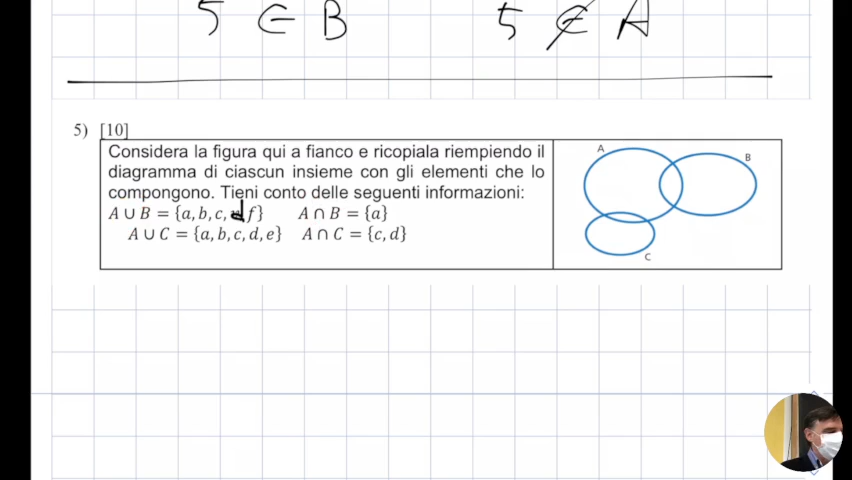 5 ∈ B 5 ∉ A
5) [10]
Considera la figura qui a fianco e ricopiala riempiendo il
diagramma di ciascun insieme con gli elementi che lo
compongono. Tieni conto delle seguenti informazioni:
A ∪ B = {a, b, c, d f} A ∩ B = {a}
A ∪ C = {a, b, c, d, e} A ∩ C = {c, d}
A
B
C